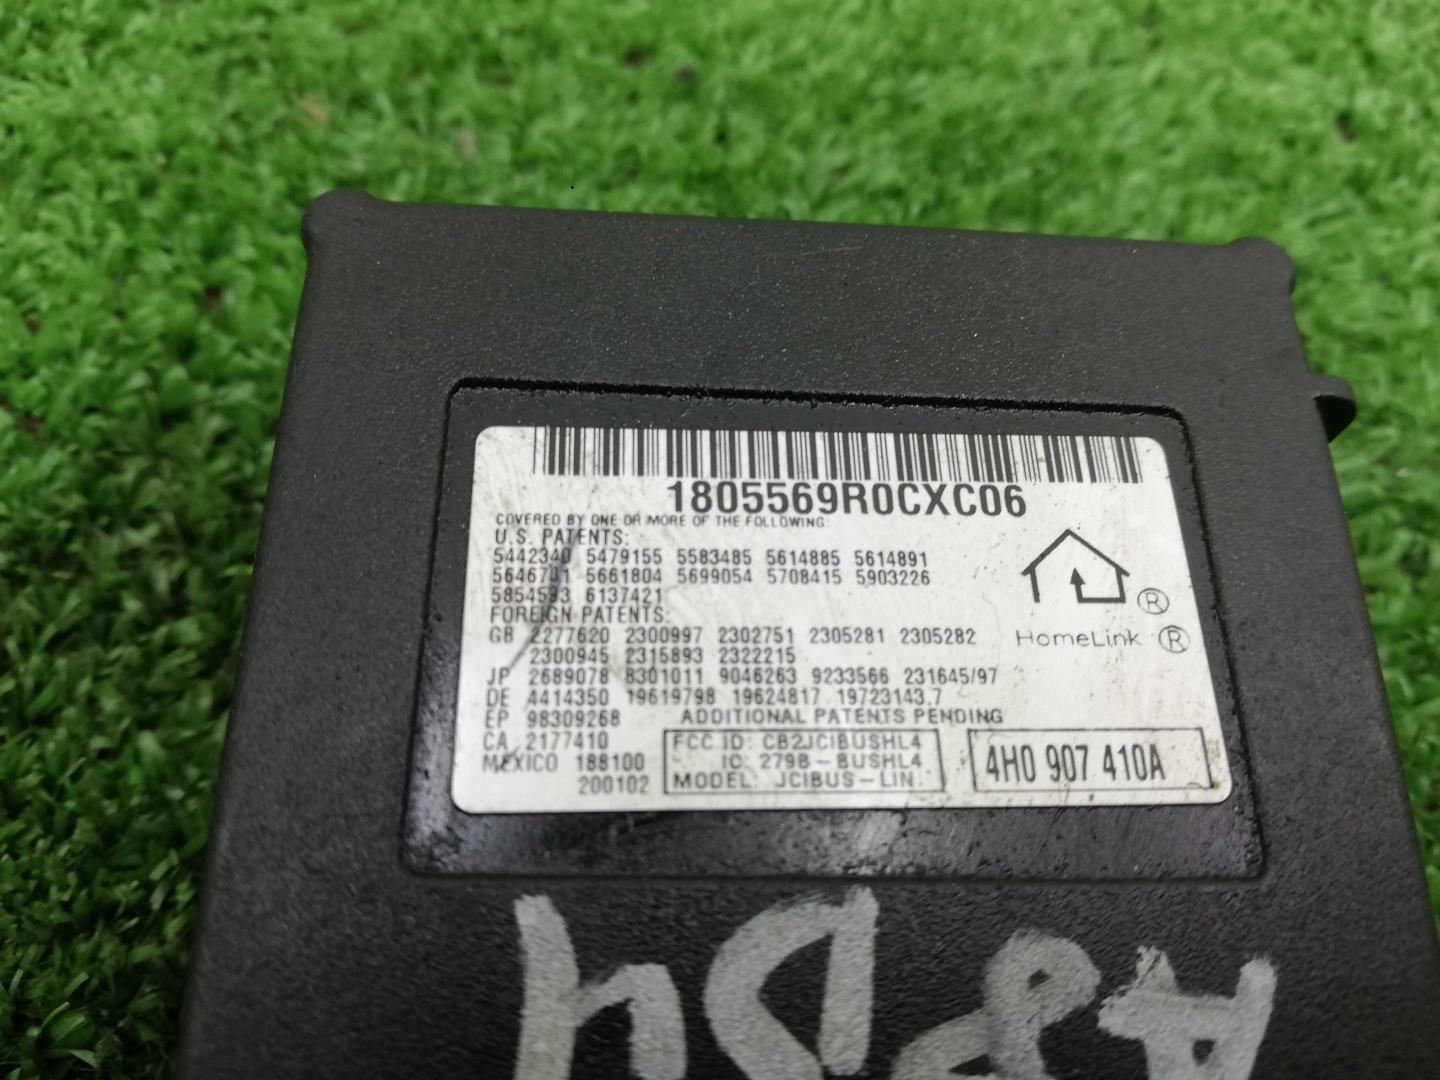 1805569R0CXC06
COVERED BY ONE OR MORE OF THE FOLLOWING:
U.S. PATENTS:
5442340 5479155 5583485 5614885 5614891
5646701 5661804 5699054 5708415 5903226
5854593 6137421
FOREIGN PATENTS:
GB 2277620 2300997 2302751 2305281 2305282
2300945 2315893 2322215
JP 2689078 8301011 9046263 9233566 231645/97
DE 4414350 19619798 19624817 19723143.7
EP 98309268 ADDITIONAL PATENTS PENDING
CA 2177410
MEXICO 188100
200102
FCC ID: CB2JCIBUSHL4
IC: 279B-BUSHL4
MODEL: JCIBUS-LIN
4H0 907 410A
HomeLink ®
®
A8 D4